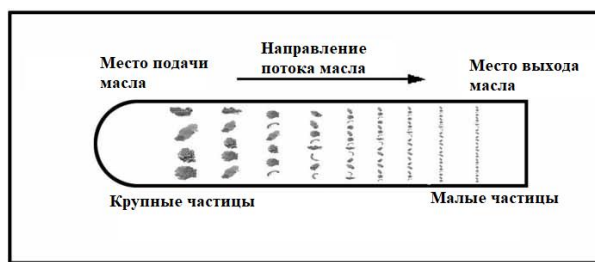 Место подачи
масла
Направление
потока масла
Место выхода
масла
Крупные частицы
Малые частицы